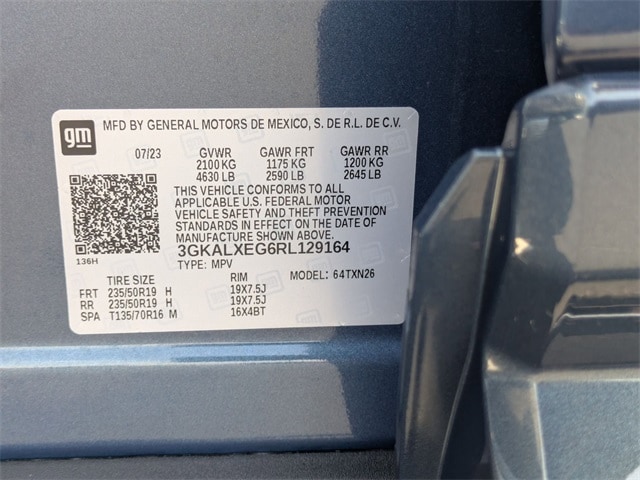 gm
MFD BY GENERAL MOTORS DE MEXICO, S. DE R.L. DE C.V.
07/23 GVWR GAWR FRT GAWR RR
2100 KG 1175 KG 1200 KG
4630 LB 2590 LB 2645 LB
THIS VEHICLE CONFORMS TO ALL
APPLICABLE U.S. FEDERAL MOTOR
VEHICLE SAFETY AND THEFT PREVENTION
STANDARDS IN EFFECT ON THE DATE OF
MANUFACTURE SHOWN ABOVE.
3GKALXEG6RL129164
136H
TYPE: MPV MODEL: 64TXN26
TIRE SIZE RIM
FRT 235/50R19 H 19X7.5J
RR 235/50R19 H 19X7.5J
SPA T135/70R16 M 16X4BT